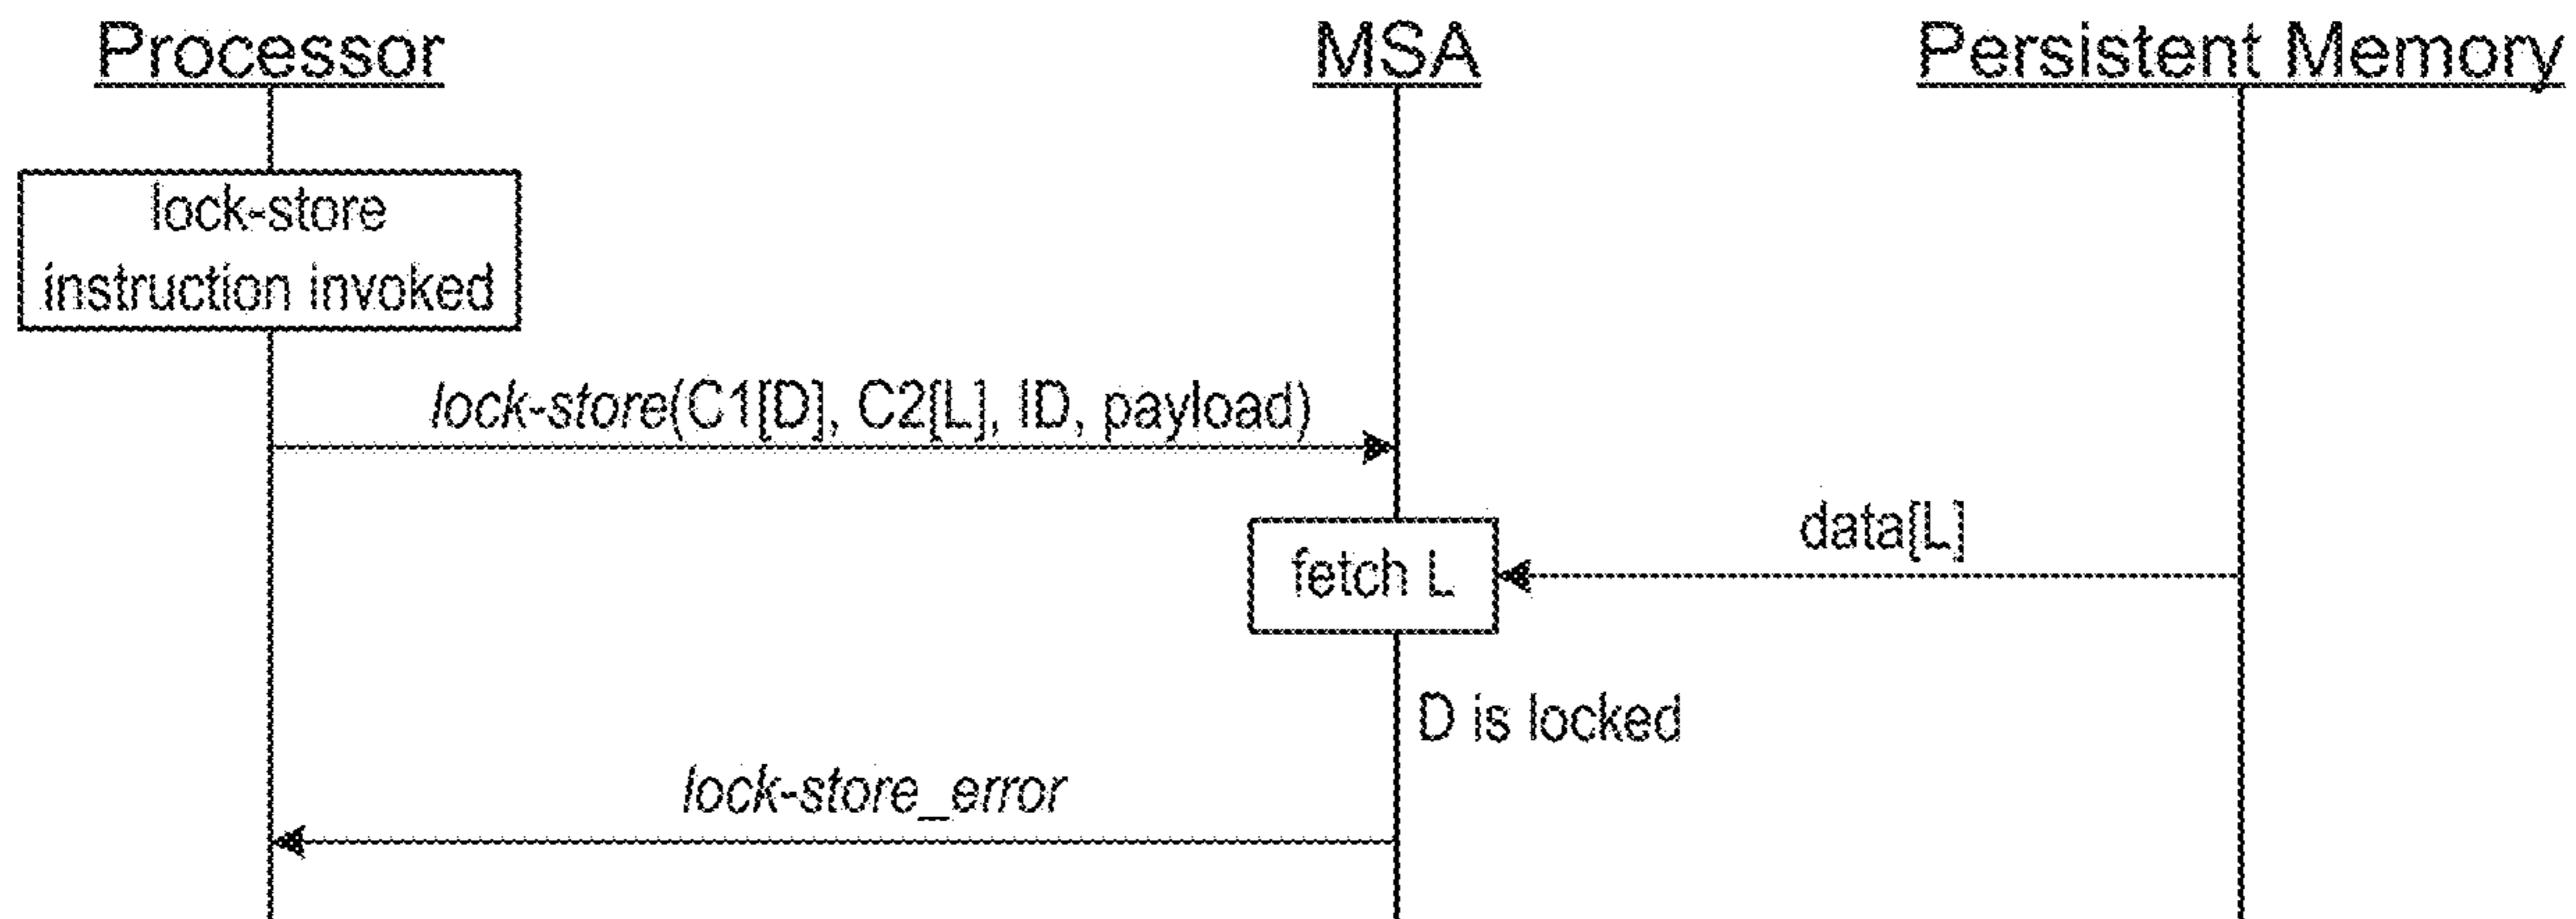 Processor
MSA
Persistent Memory
lock-store
instruction invoked
lock-store(C1[D], C2[L], ID, payload)
data[L]
fetch L
D is locked
lock-store_error